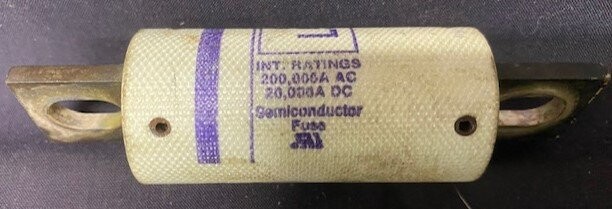 INT. RATINGS
200,000A AC
20,000A DC
Semiconductor
Fuse